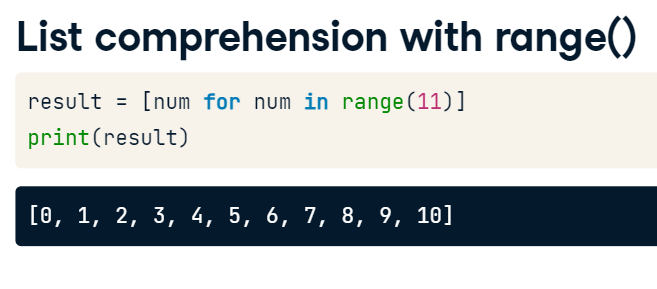 List comprehension with range()
result = [num for num in range(11)]
print(result)
[0, 1, 2, 3, 4, 5, 6, 7, 8, 9, 10]